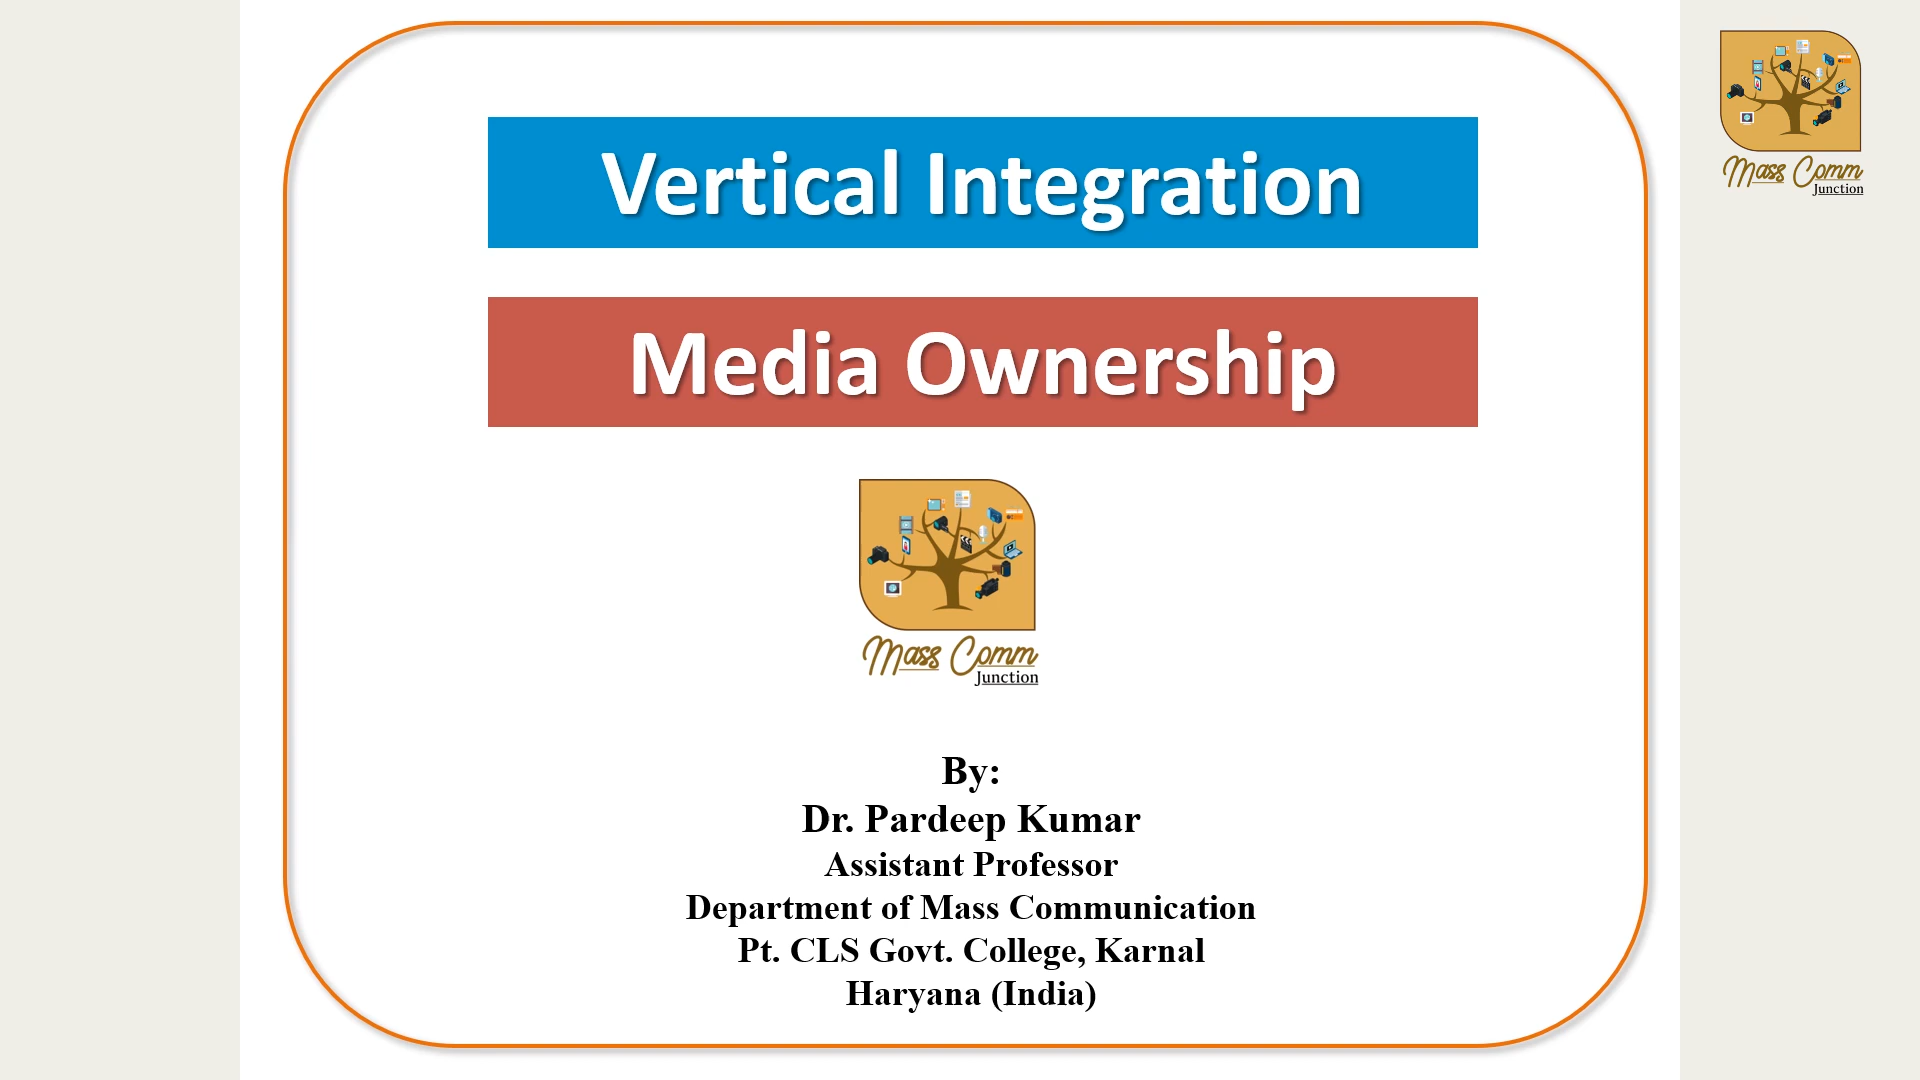 Vertical Integration
Mass Comm
Junction
Media Ownership
Mass Comm
Junction
By:
Dr. Pardeep Kumar
Assistant Professor
Department of Mass Communication
Pt. CLS Govt. College, Karnal
Haryana (India)